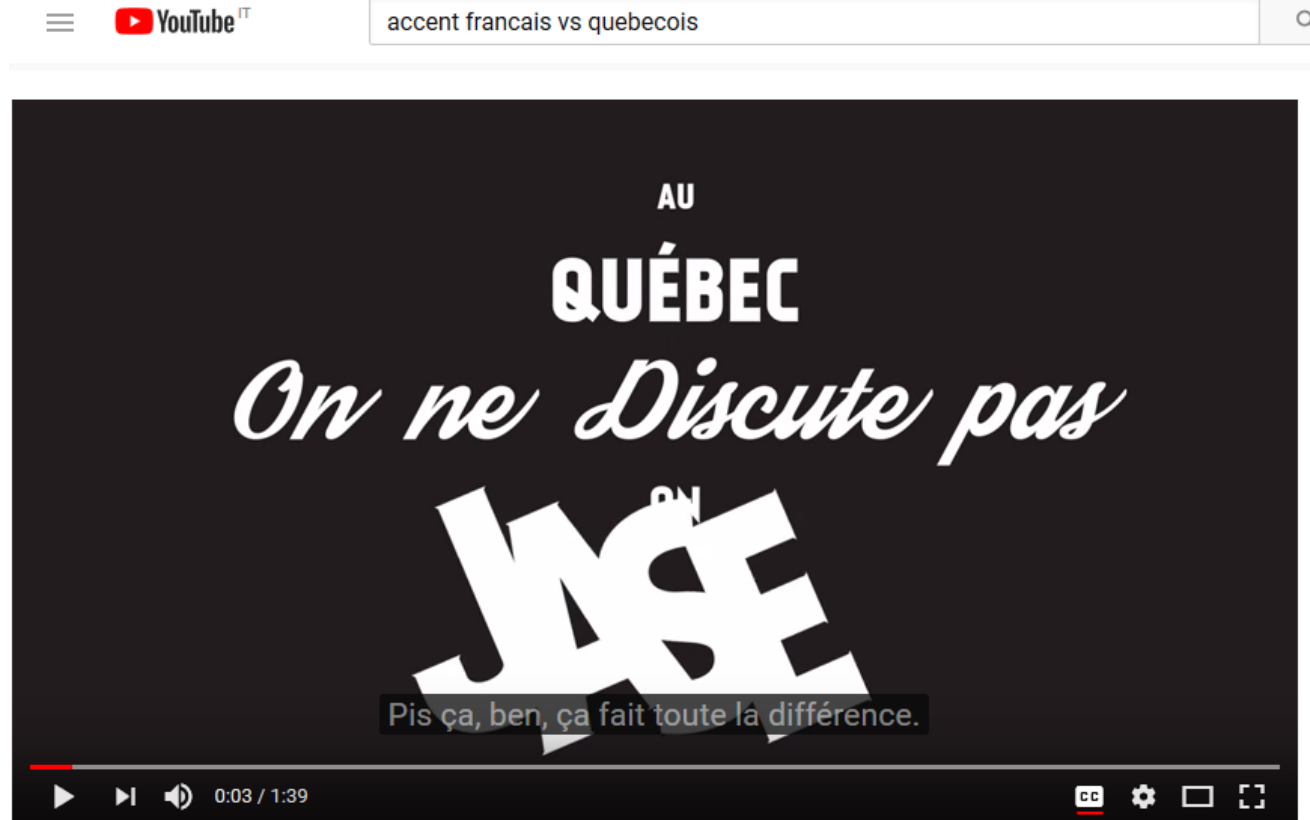 YouTube IT
accent francais vs quebecois
AU
QUÉBEC
On ne Discute pas
ON
JASE
Pis ça, ben, ça fait toute la différence.
0:03 / 1:39
CC